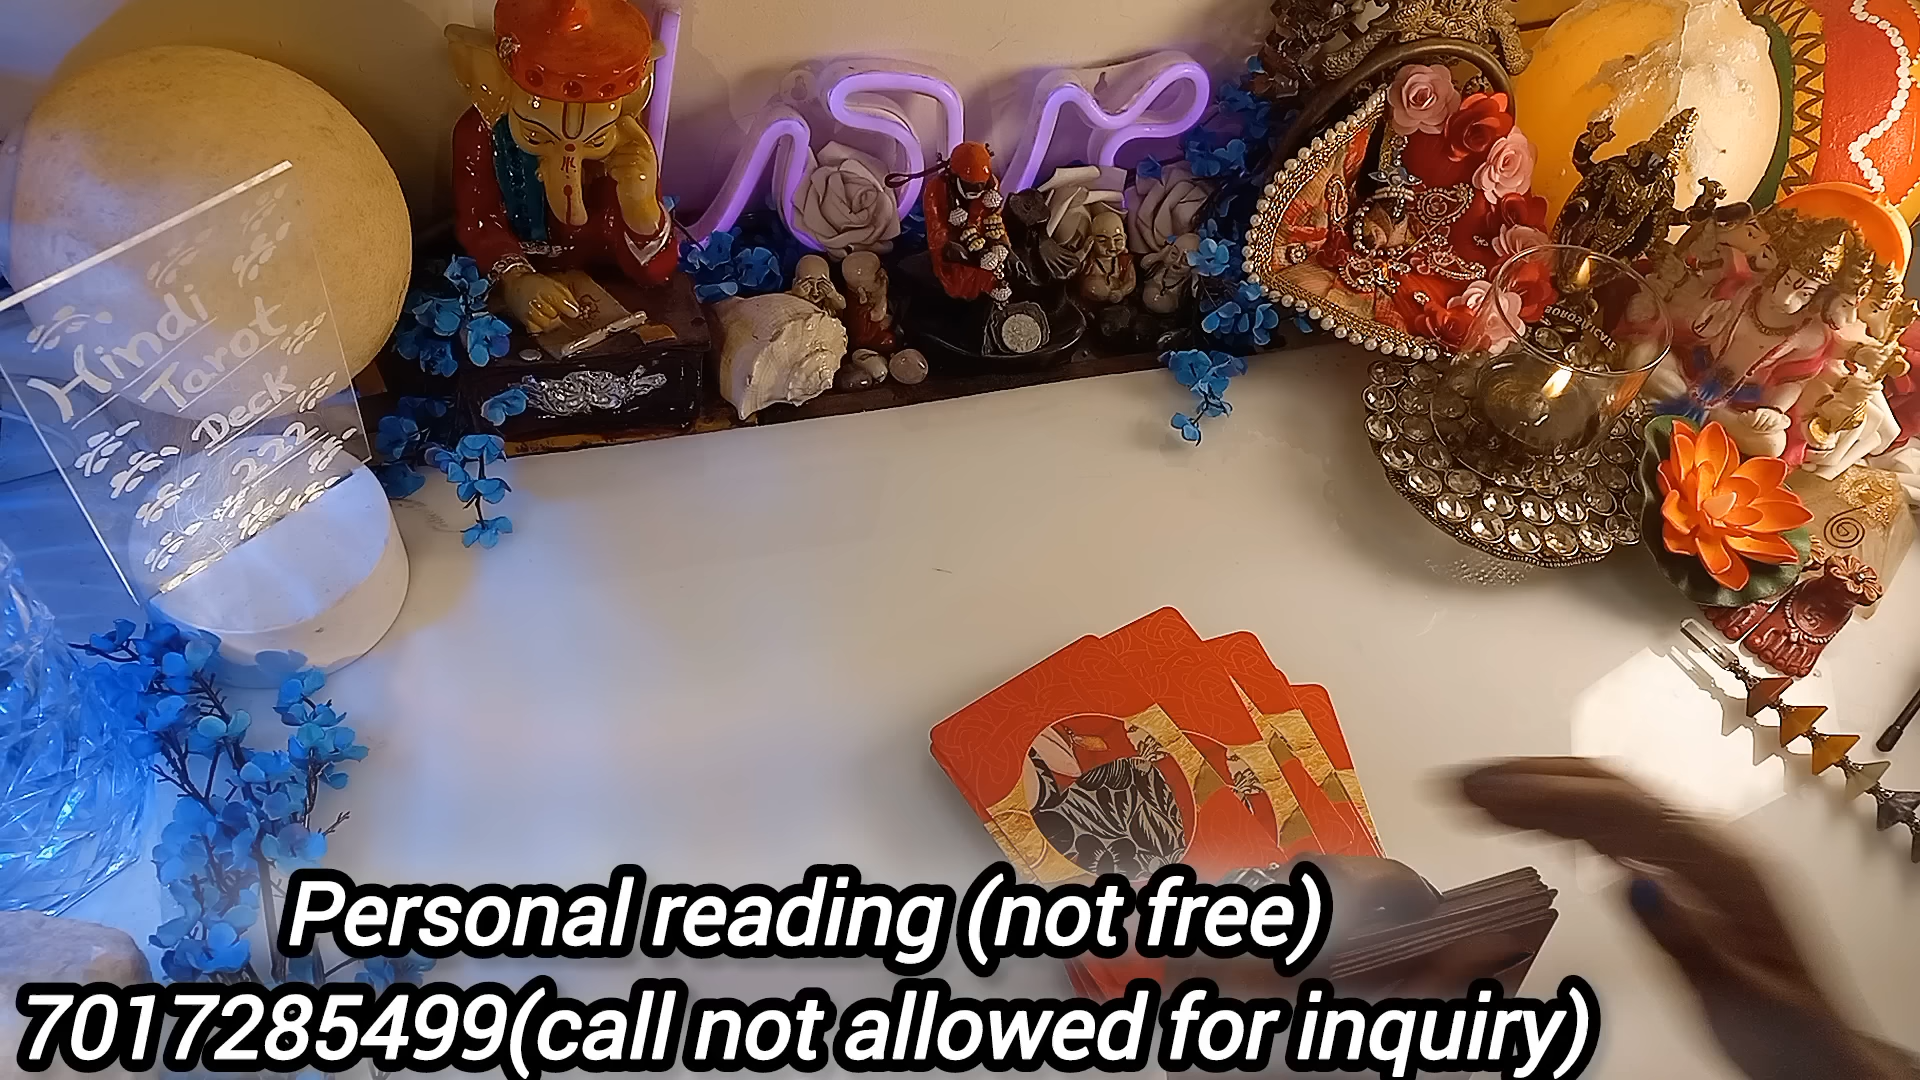 Hindi
Tarot
Deck
222
Personal reading (not free)
7017285499(call not allowed for inquiry)